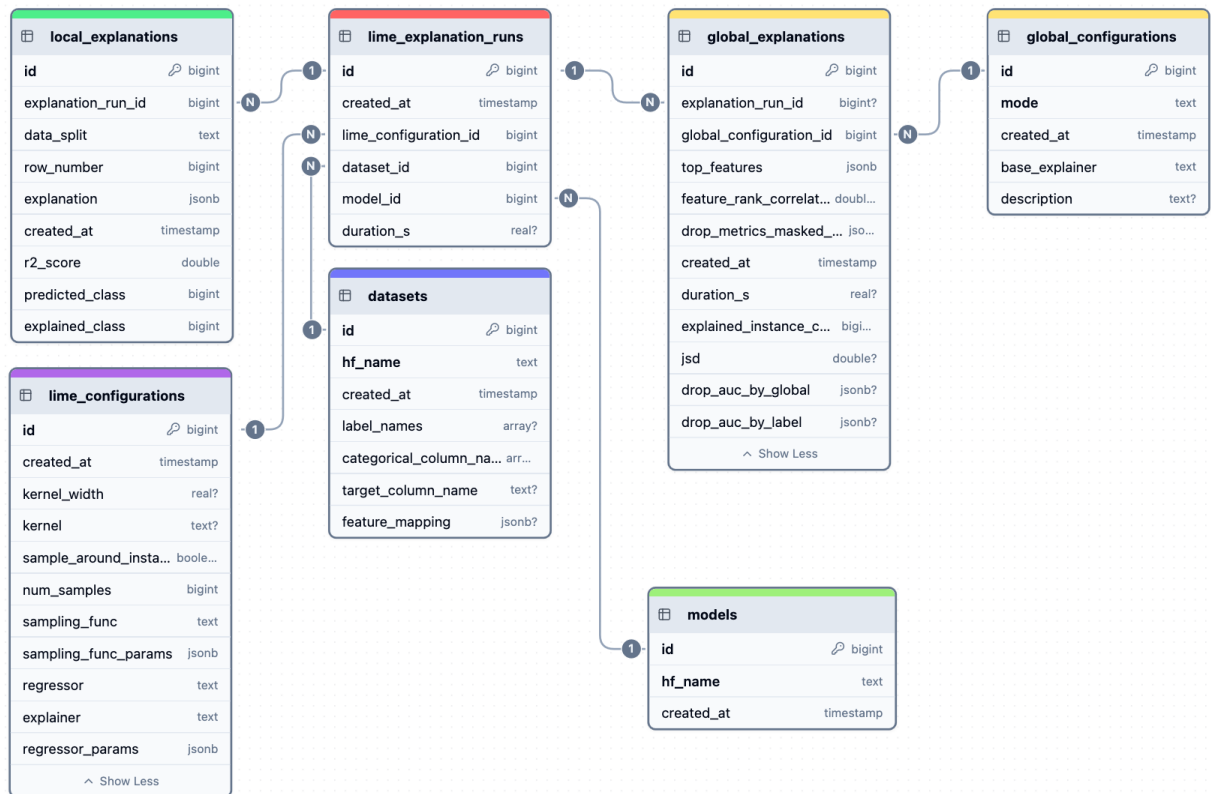 local_explanations
id bigint
explanation_run_id bigint
data_split text
row_number bigint
explanation jsonb
created_at timestamp
r2_score double
predicted_class bigint
explained_class bigint
lime_explanation_runs
id bigint
created_at timestamp
lime_configuration_id bigint
dataset_id bigint
model_id bigint
duration_s real?
global_explanations
id bigint
explanation_run_id bigint?
global_configuration_id bigint
top_features jsonb
feature_rank_correlat... doubl...
drop_metrics_masked_... jso...
created_at timestamp
duration_s real?
explained_instance_c... bigi...
jsd double?
drop_auc_by_global jsonb?
drop_auc_by_label jsonb?
Show Less
global_configurations
id bigint
mode text
created_at timestamp
base_explainer text
description text?
lime_configurations
id bigint
created_at timestamp
kernel_width real?
kernel text?
sample_around_insta... boole...
num_samples bigint
sampling_func text
sampling_func_params jsonb
regressor text
explainer text
regressor_params jsonb
Show Less
datasets
id bigint
hf_name text
created_at timestamp
label_names array?
categorical_column_na... arr...
target_column_name text?
feature_mapping jsonb?
models
id bigint
hf_name text
created_at timestamp
1
N
N
N
1
1
1
N
N
1
N
1